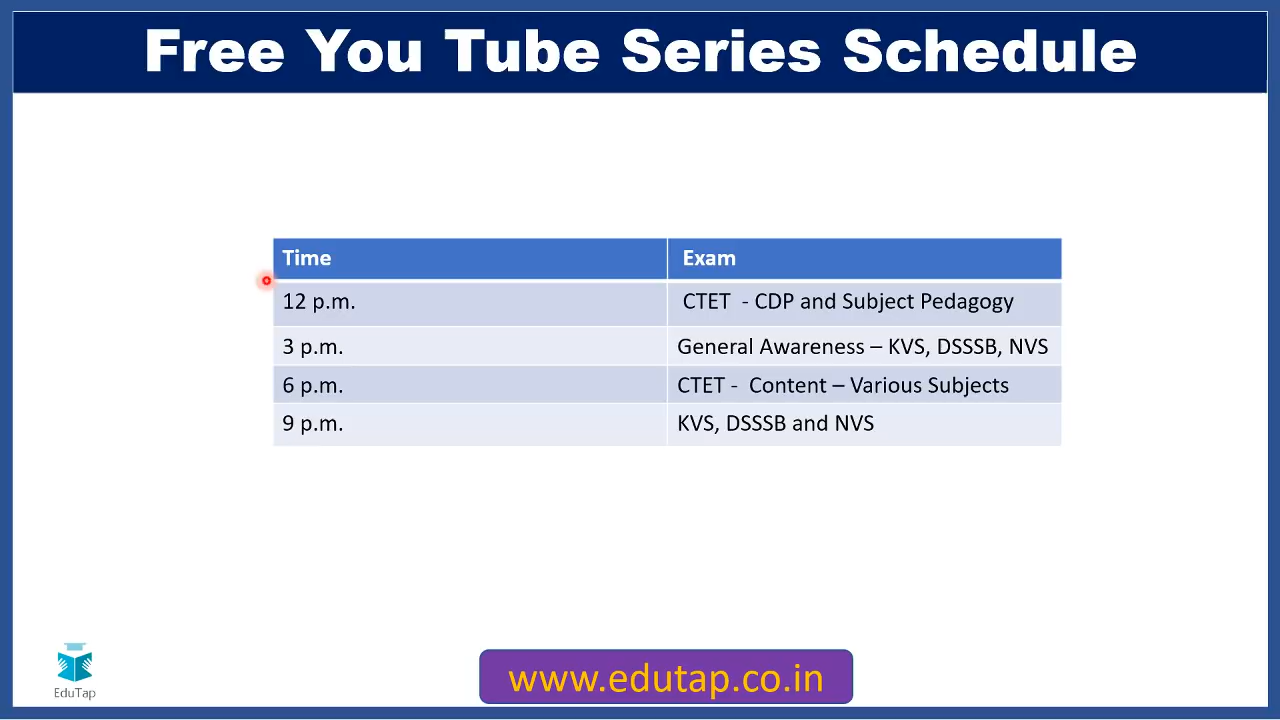 Free You Tube Series Schedule
Time Exam
12 p.m. CTET - CDP and Subject Pedagogy
3 p.m. General Awareness – KVS, DSSSB, NVS
6 p.m. CTET - Content – Various Subjects
9 p.m. KVS, DSSSB and NVS
EduTap
www.edutap.co.in